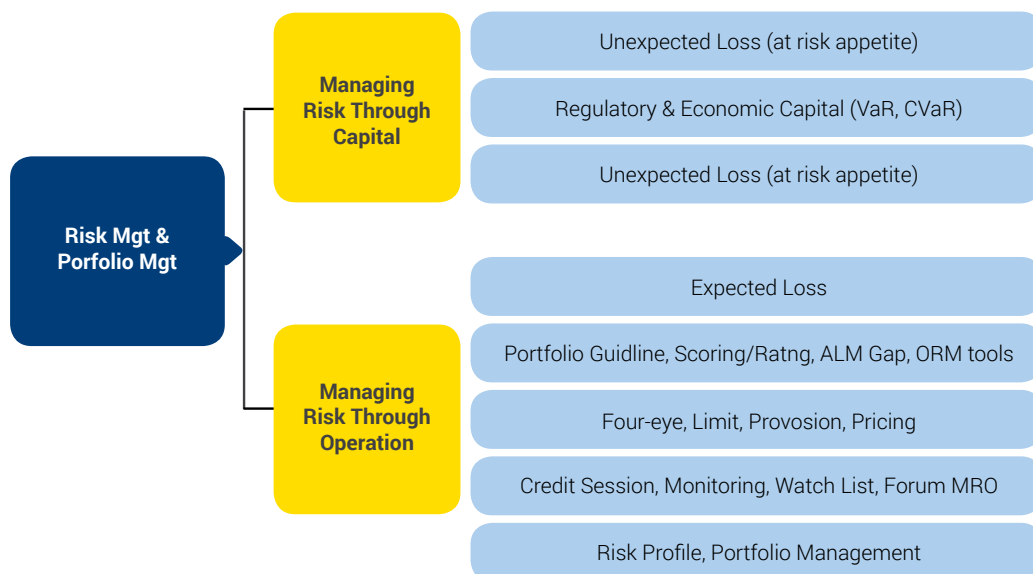 Risk Mgt &
Porfolio Mgt
Managing
Risk Through
Capital
Unexpected Loss (at risk appetite)
Regulatory & Economic Capital (VaR, CVaR)
Unexpected Loss (at risk appetite)
Managing
Risk Through
Operation
Expected Loss
Portfolio Guidline, Scoring/Ratng, ALM Gap, ORM tools
Four-eye, Limit, Provosion, Pricing
Credit Session, Monitoring, Watch List, Forum MRO
Risk Profile, Portfolio Management